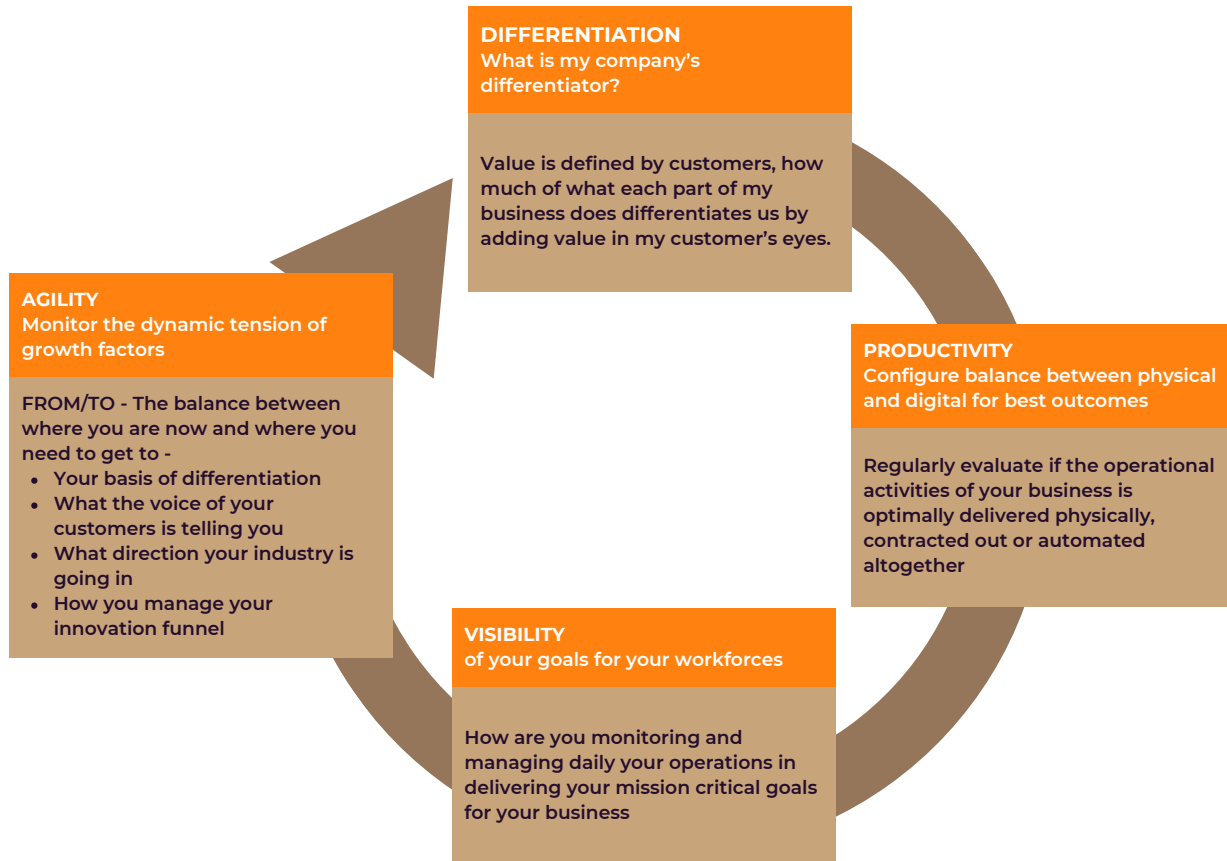 DIFFERENTIATION
What is my company’s
differentiator?
Value is defined by customers, how
much of what each part of my
business does differentiates us by
adding value in my customer’s eyes.
PRODUCTIVITY
Configure balance between physical
and digital for best outcomes
Regularly evaluate if the operational
activities of your business is
optimally delivered physically,
contracted out or automated
altogether
VISIBILITY
of your goals for your workforces
How are you monitoring and
managing daily your operations in
delivering your mission critical goals
for your business
AGILITY
Monitor the dynamic tension of
growth factors
FROM/TO - The balance between
where you are now and where you
need to get to -
• Your basis of differentiation
• What the voice of your
customers is telling you
• What direction your industry is
going in
• How you manage your
innovation funnel